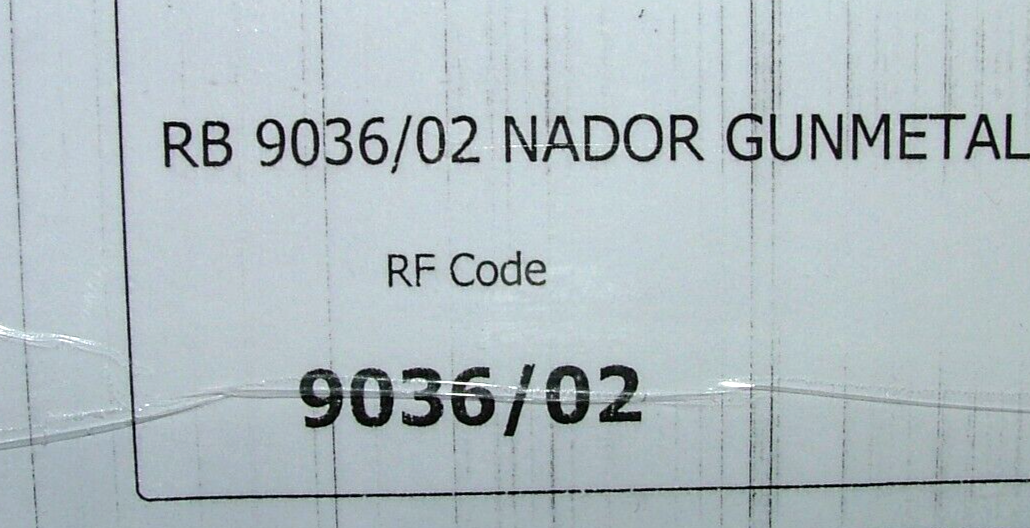 RB 9036/02 NADOR GUNMETAL
RF Code
9036/02